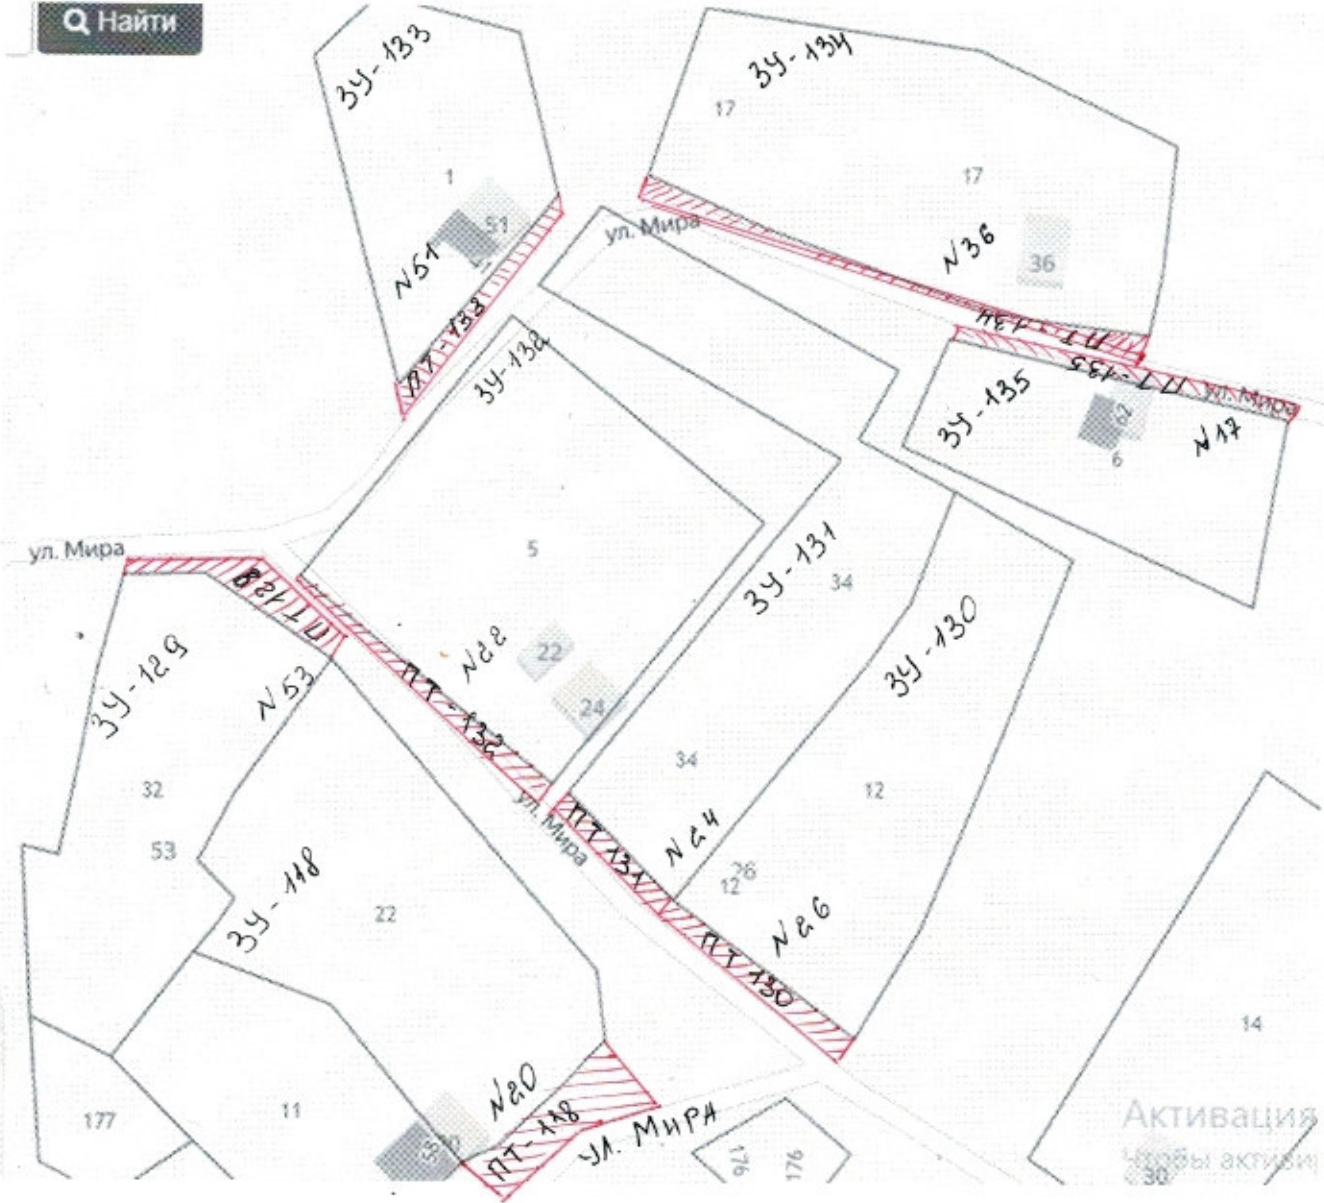 Найти
ЗУ-133
ЗУ-134
17
1
17
51
ул. Мира
N51
N36
36
ПТ-133
ПТ-134
ЗУ-132
ПТ-135
ул. Мира
ЗУ-135
62
N17
6
ул. Мира
5
ЗУ-131
34
ПТ 129
N22
22
ЗУ-130
ЗУ-129
N53
24
ПТ-132
34
32
12
ул. Мира
53
ПТ 131
N24
26
12
ЗУ-118
22
N26
ПТ 130
14
N20
177
11
ПТ-118
ул. Мира
Активация
Чтобы активи
176
176
30